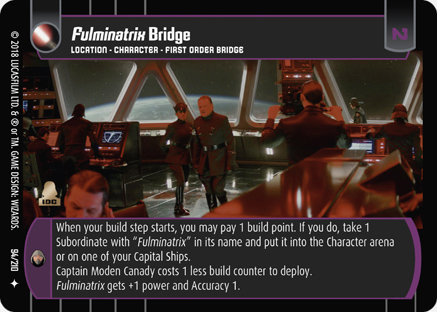 Fulminatrix Bridge
LOCATION - CHARACTER - FIRST ORDER BRIDGE
N
© 2018 LUCASFILM LTD. & ® or TM. GAME DESIGN: WIZARDS.
94/210
IDC
When your build step starts, you may pay 1 build point. If you do, take 1
Subordinate with "Fulminatrix" in its name and put it into the Character arena
or on one of your Capital Ships.
Captain Moden Canady costs 1 less build counter to deploy.
Fulminatrix gets +1 power and Accuracy 1.